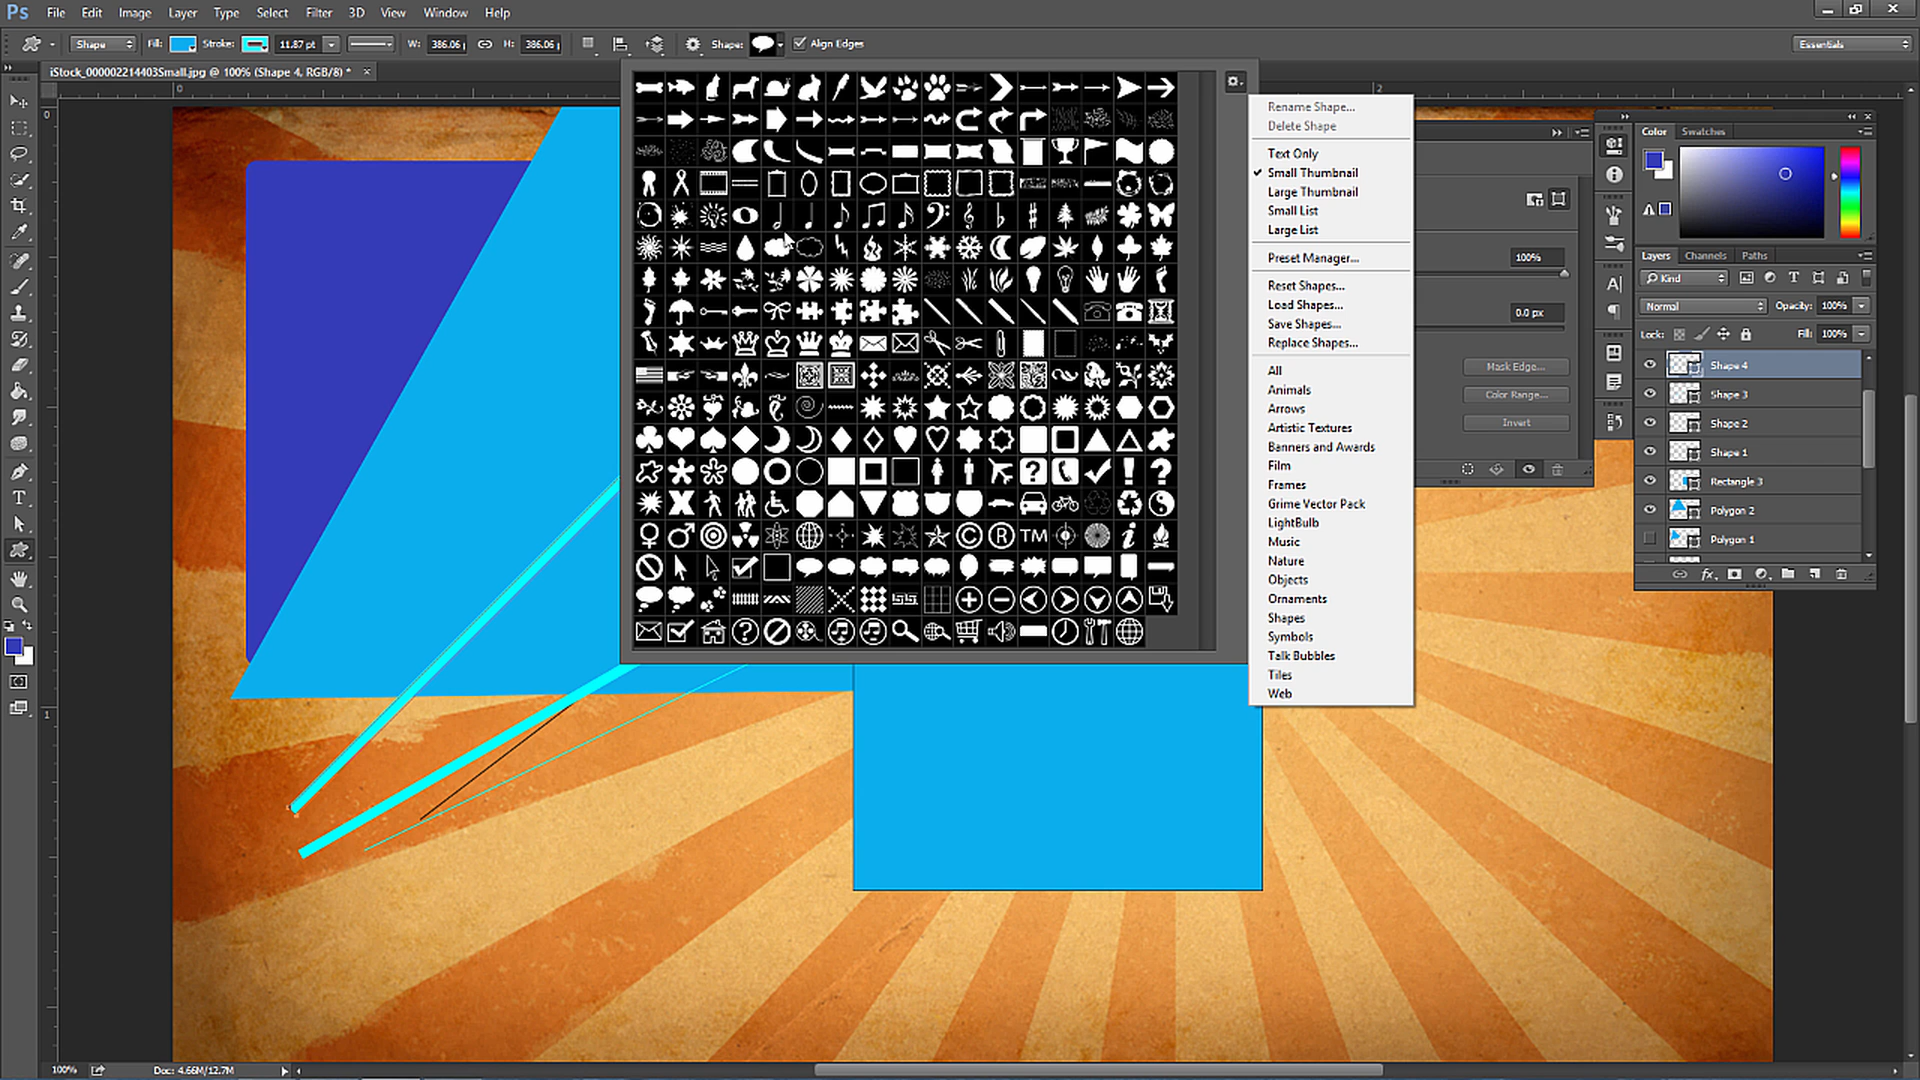 Ps File Edit Image Layer Type Select Filter 3D View Window Help
Shape Fill: Stroke: 11.87 pt W: 386.06 H: 386.06 Shape: Align Edges Essentials
iStock_000002214403Small.jpg @ 100% (Shape 4, RGB/8) * ×
0 2
0
1
Rename Shape...
Delete Shape
Text Only
Small Thumbnail
Large Thumbnail
Small List
Large List
Preset Manager...
Reset Shapes...
Load Shapes...
Save Shapes...
Replace Shapes...
All
Animals
Arrows
Artistic Textures
Banners and Awards
Film
Frames
Grime Vector Pack
LightBulb
Music
Nature
Objects
Ornaments
Shapes
Symbols
Talk Bubbles
Tiles
Web
TM
100%
0.0 px
Mask Edge...
Color Range...
Invert
Color Swatches
Layers Channels Paths
Kind
Normal Opacity: 100%
Lock: Fill: 100%
Shape 4
Shape 3
Shape 2
Shape 1
Rectangle 3
Polygon 2
Polygon 1
100% Doc: 4.66M/12.7M